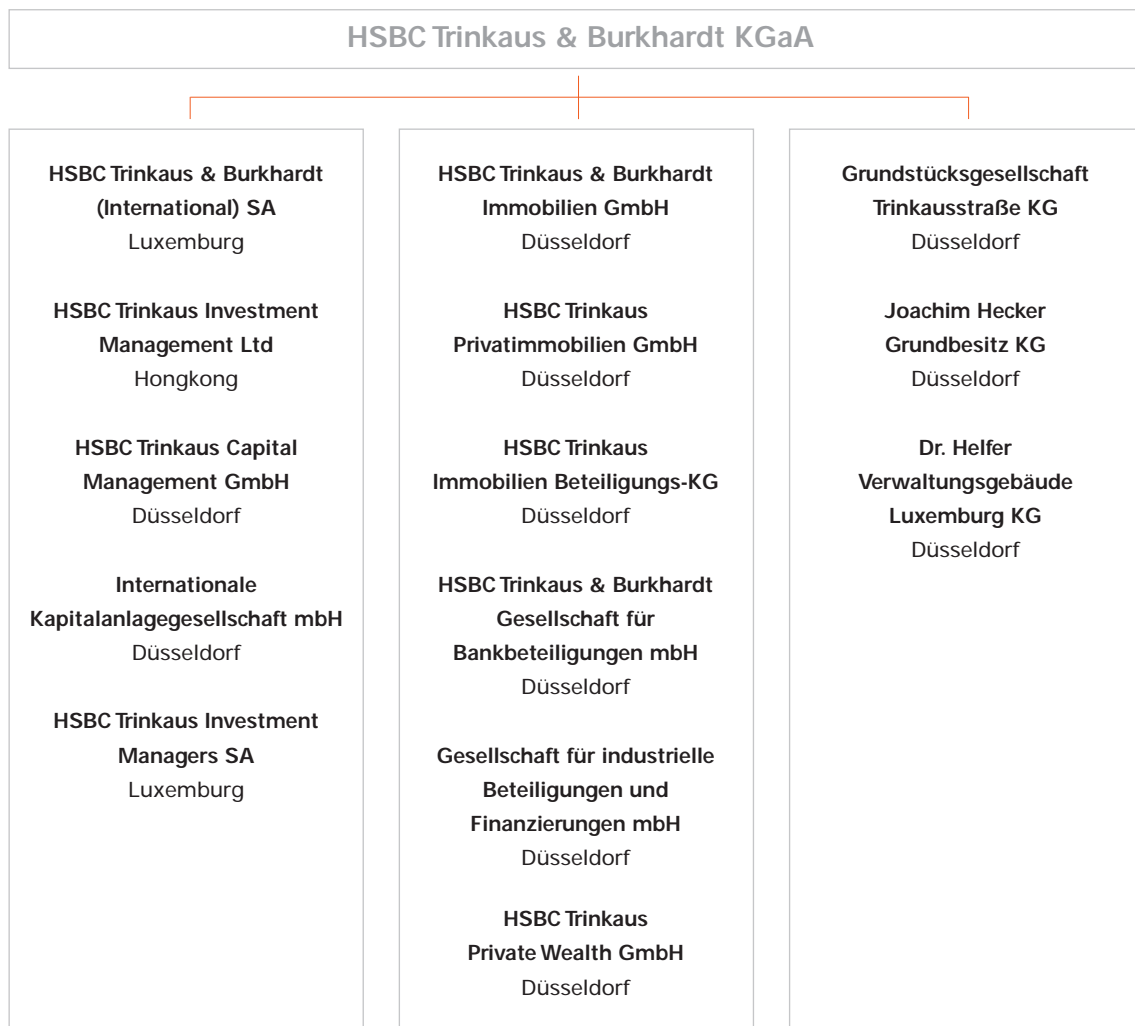 HSBC Trinkaus & Burkhardt KGaA
HSBC Trinkaus & Burkhardt
(International) SA
Luxemburg
HSBC Trinkaus Investment
Management Ltd
Hongkong
HSBC Trinkaus Capital
Management GmbH
Düsseldorf
Internationale
Kapitalanlagegesellschaft mbH
Düsseldorf
HSBC Trinkaus Investment
Managers SA
Luxemburg
HSBC Trinkaus & Burkhardt
Immobilien GmbH
Düsseldorf
HSBC Trinkaus
Privatimmobilien GmbH
Düsseldorf
HSBC Trinkaus
Immobilien Beteiligungs-KG
Düsseldorf
HSBC Trinkaus & Burkhardt
Gesellschaft für
Bankbeteiligungen mbH
Düsseldorf
Gesellschaft für industrielle
Beteiligungen und
Finanzierungen mbH
Düsseldorf
HSBC Trinkaus
Private Wealth GmbH
Düsseldorf
Grundstücksgesellschaft
Trinkausstraße KG
Düsseldorf
Joachim Hecker
Grundbesitz KG
Düsseldorf
Dr. Helfer
Verwaltungsgebäude
Luxemburg KG
Düsseldorf